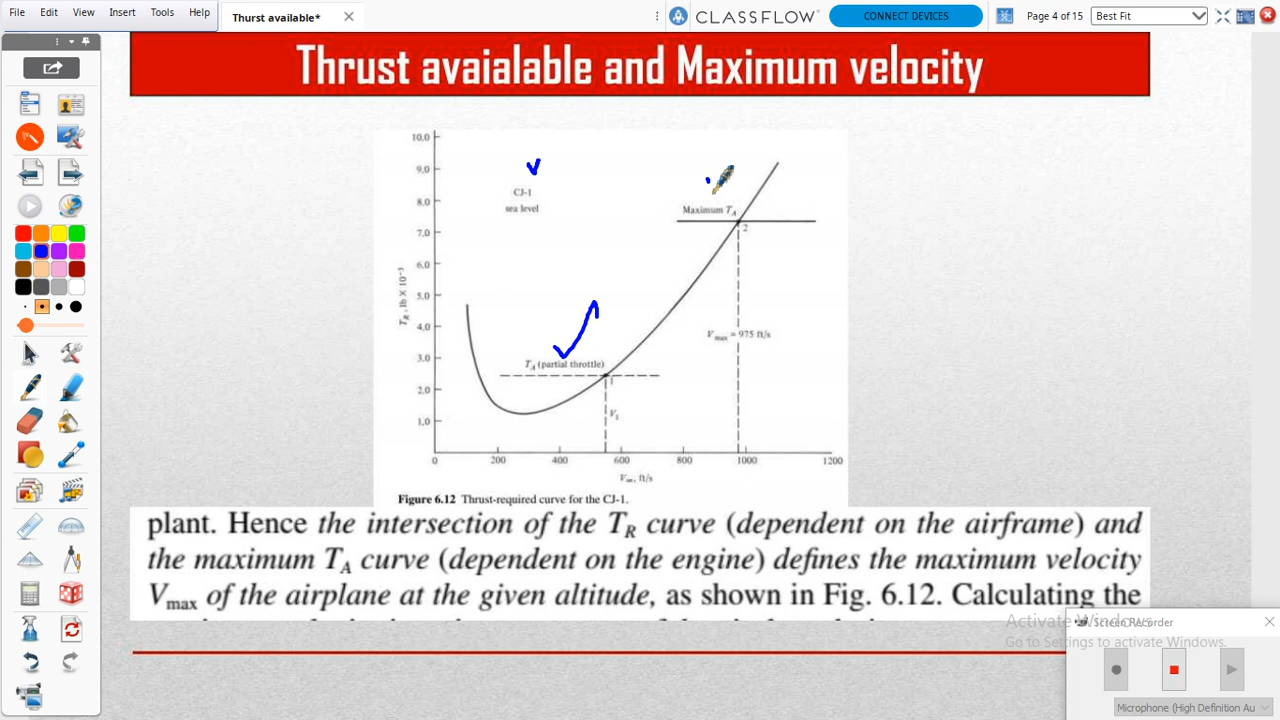 File Edit View Insert Tools Help
Thurst available*
CLASSFLOW
CONNECT DEVICES
Page 4 of 15
Best Fit
Thrust avaialable and Maximum velocity
10,0
9,0
8,0
7,0
6,0
5,0
4,0
3,0
2,0
1,0
T_R, lb X 10⁻³
CJ-1
sea level
Maximum T_A
2
V_max = 975 ft/s
T_A (partial throttle)
1
V_1
0 200 400 600 800 1000 1200
V_∞, ft/s
Figure 6.12 Thrust-required curve for the CJ-1.
plant. Hence the intersection of the T_R curve (dependent on the airframe) and
the maximum T_A curve (dependent on the engine) defines the maximum velocity
V_max of the airplane at the given altitude, as shown in Fig. 6.12. Calculating the
Activate Windows
Go to Settings to activate Windows.
Screen Recorder
Microphone (High Definition Au